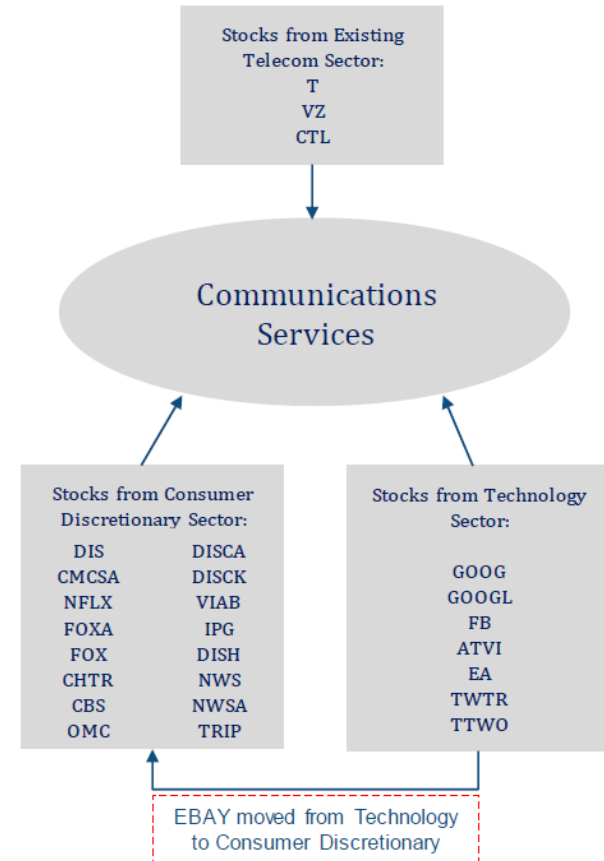 Stocks from Existing
Telecom Sector:
T
VZ
CTL
Communications
Services
Stocks from Consumer
Discretionary Sector:
DIS
CMCSA
NFLX
FOXA
FOX
CHTR
CBS
OMC
DISCA
DISCK
VIAB
IPG
DISH
NWS
NWSA
TRIP
Stocks from Technology
Sector:
GOOG
GOOGL
FB
ATVI
EA
TWTR
TTWO
EBAY moved from Technology
to Consumer Discretionary